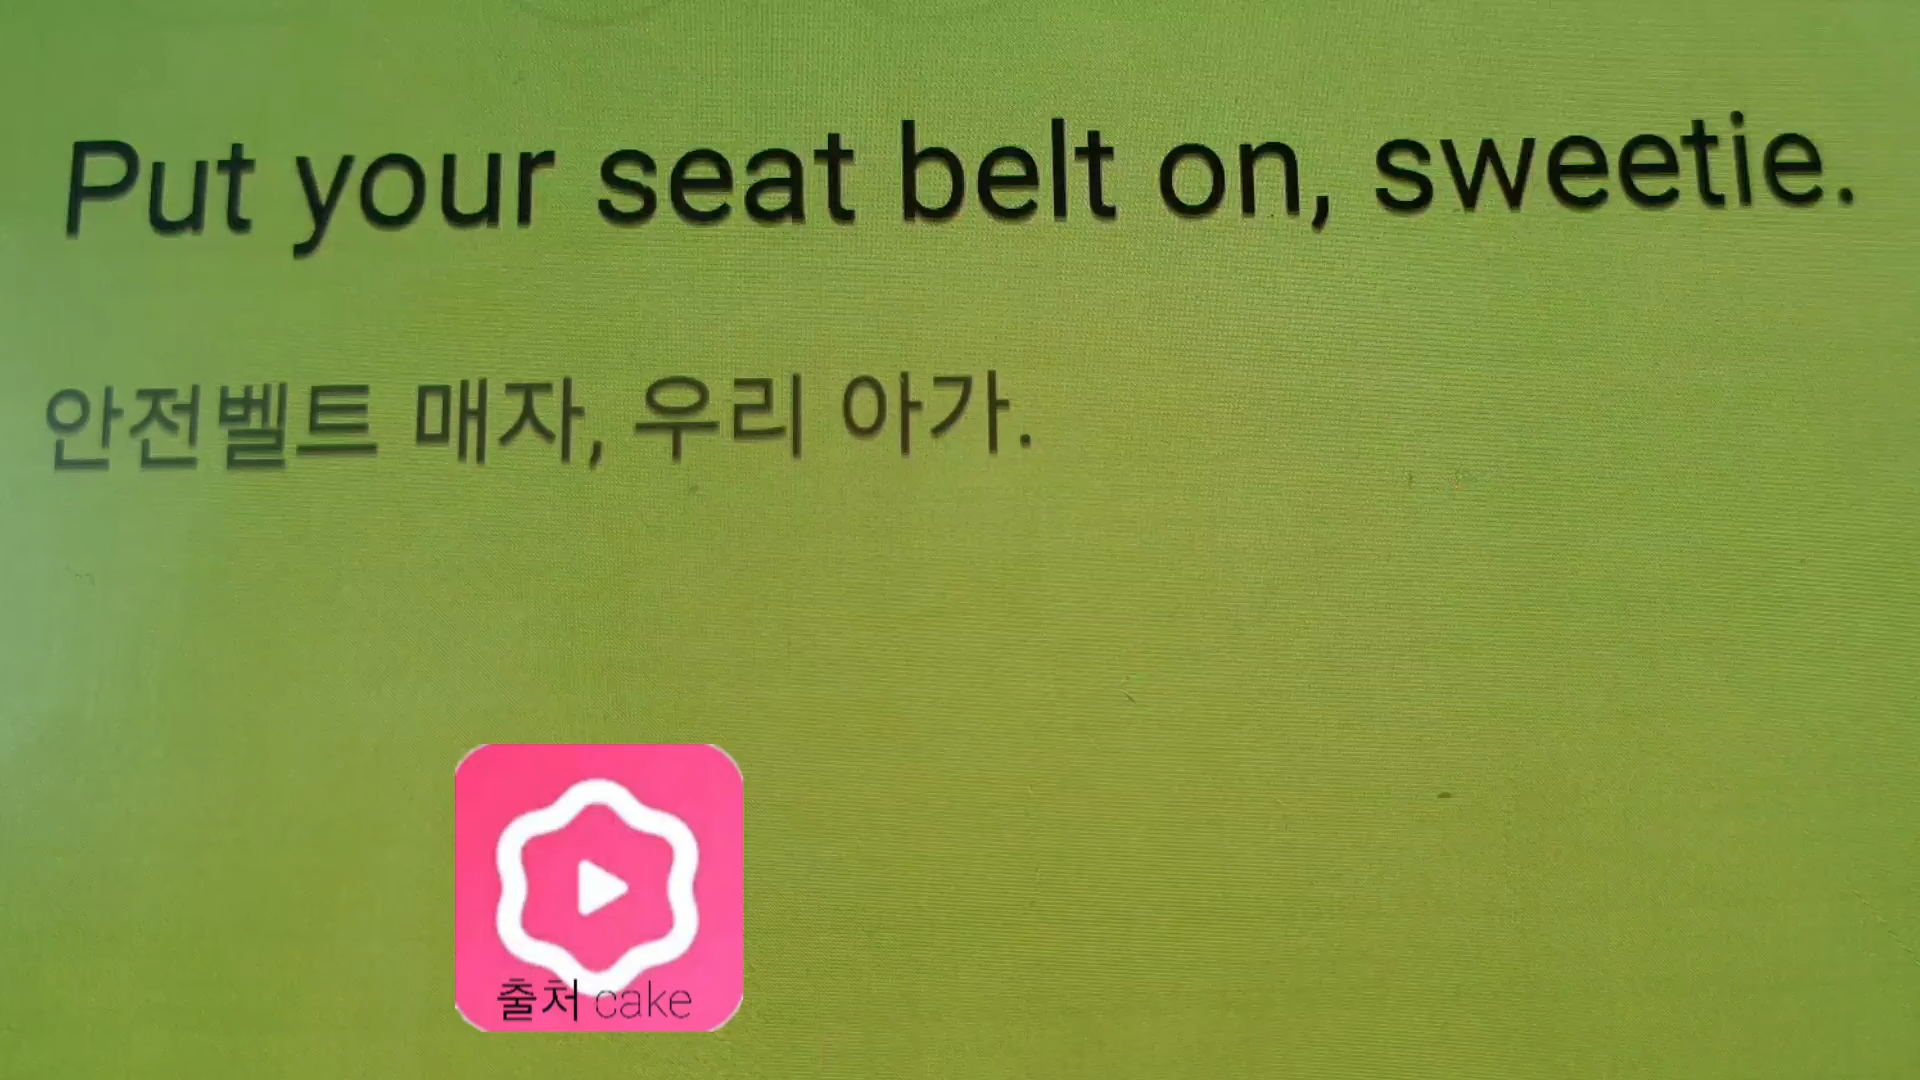 Put your seat belt on, sweetie.
안전벨트 매자, 우리 아가.
출처 cake